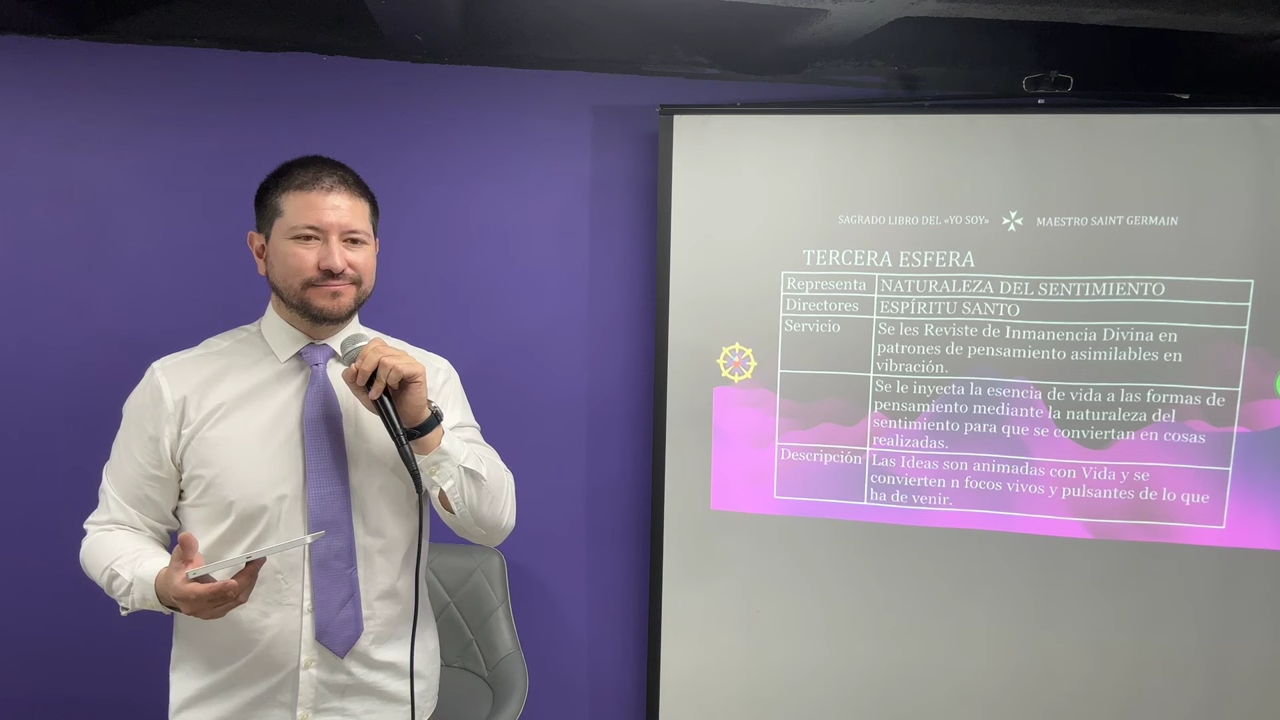 SAGRADO LIBRO DEL «YO SOY» MAESTRO SAINT GERMAIN
TERCERA ESFERA
Representa NATURALEZA DEL SENTIMIENTO
Directores ESPÍRITU SANTO
Servicio Se les Reviste de Inmanencia Divina en
patrones de pensamiento asimilables en
vibración.
Se le inyecta la esencia de vida a las formas de
pensamiento mediante la naturaleza del
sentimiento para que se conviertan en cosas
realizadas.
Descripción Las Ideas son animadas con Vida y se
convierten n focos vivos y pulsantes de lo que
ha de venir.